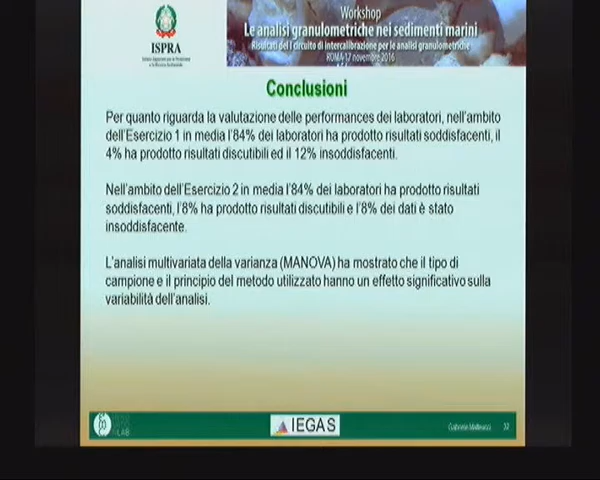 Workshop
Le analisi granulometriche nei sedimenti marini
Risultati del I circuito di intercalibrazione per le analisi granulometriche
ROMA 17 novembre 2016
ISPRA
Conclusioni
Per quanto riguarda la valutazione delle performances dei laboratori, nell'ambito
dell'Esercizio 1 in media l'84% dei laboratori ha prodotto risultati soddisfacenti, il
4% ha prodotto risultati discutibili ed il 12% insoddisfacenti.
Nell'ambito dell'Esercizio 2 in media l'84% dei laboratori ha prodotto risultati
soddisfacenti, l'8% ha prodotto risultati discutibili e l'8% dei dati è stato
insoddisfacente.
L'analisi multivariata della varianza (MANOVA) ha mostrato che il tipo di
campione e il principio del metodo utilizzato hanno un effetto significativo sulla
variabilità dell'analisi.
LAB
IEGAS